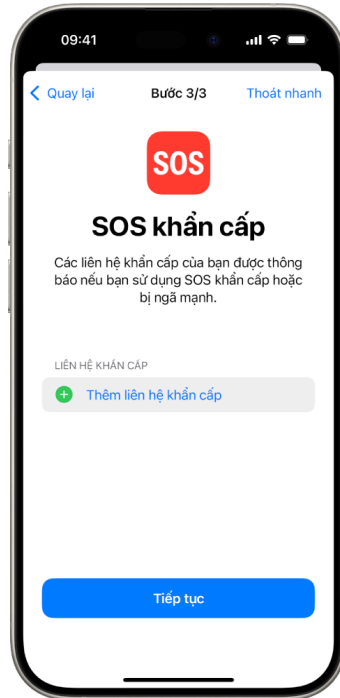 09:41
Quay lại Bước 3/3 Thoát nhanh
SOS
SOS khẩn cấp
Các liên hệ khẩn cấp của bạn được thông
báo nếu bạn sử dụng SOS khẩn cấp hoặc
bị ngã mạnh.
LIÊN HỆ KHẨN CẤP
Thêm liên hệ khẩn cấp
Tiếp tục